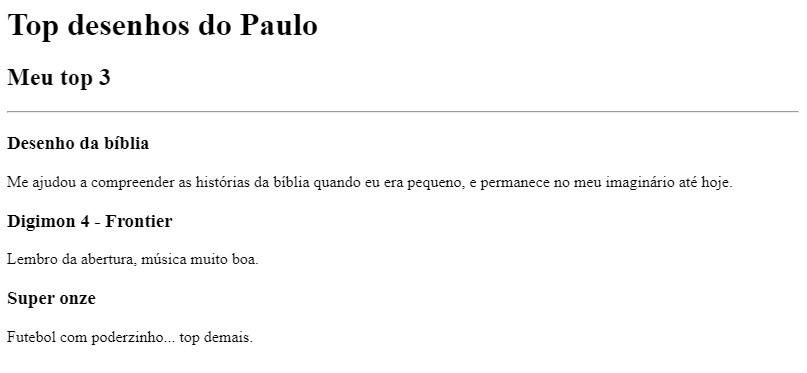 Top desenhos do Paulo
Meu top 3
Desenho da bíblia
Me ajudou a compreender as histórias da bíblia quando eu era pequeno, e permanece no meu imaginário até hoje.
Digimon 4 - Frontier
Lembro da abertura, música muito boa.
Super onze
Futebol com poderzinho... top demais.